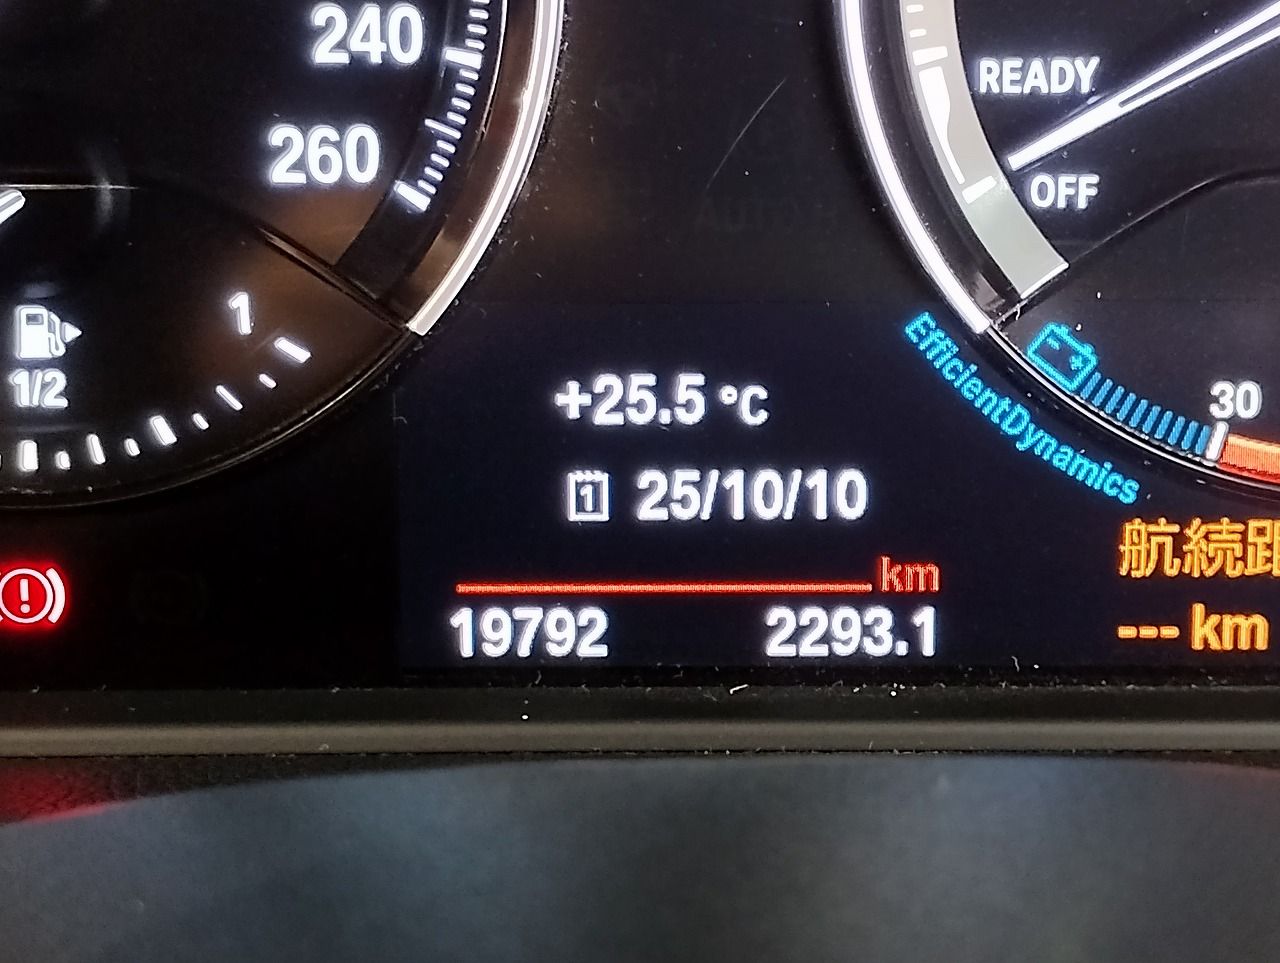 240
260
READY
OFF
1
1/2
+25.5 °C
1 25/10/10
EfficientDynamics
30
km
19792 2293.1
航続距
--- km